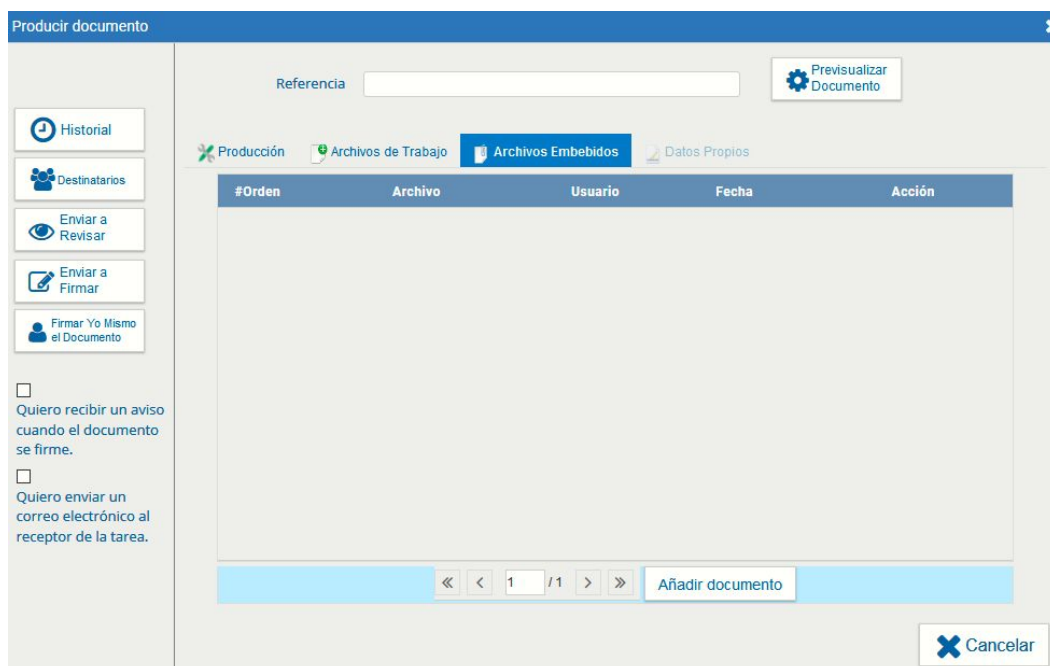 Producir documento
Referencia
Previsualizar
Documento
Historial
Destinatarios
Enviar a
Revisar
Enviar a
Firmar
Firmar Yo Mismo
el Documento
Quiero recibir un aviso
cuando el documento
se firme.
Quiero enviar un
correo electrónico al
receptor de la tarea.
Producción Archivos de Trabajo Archivos Embebidos Datos Propios
#Orden Archivo Usuario Fecha Acción
1 / 1 Añadir documento
Cancelar